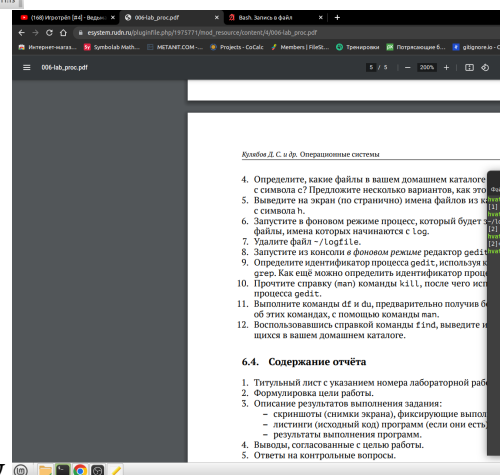 (168) Игротрёп [#4] - Ведьм
006-lab_proc.pdf
Bash. Запись в файл
esystem.rudn.ru/pluginfile.php/1973771/mod_resource/content/4/006-lab_proc.pdf
Интернет-магаз...
Symbolab Math...
METANIT.COM -...
Projects - CoCalc
Members | FileSt...
Тренировки
Потрясающие б...
gitignore.io - C
006-lab_proc.pdf
5 / 5
200%
Кулябов Д. С. и др. Операционные системы
4. Определите, какие файлы в вашем домашнем каталоге
с символа c? Предложите несколько вариантов, как это
5. Выведите на экран (по странично) имена файлов из ка
с символа h.
6. Запустите в фоновом режиме процесс, который будет з
файлы, имена которых начинаются с log.
7. Удалите файл ~/logfile.
8. Запустите из консоли в фоновом режиме редактор gedit
9. Определите идентификатор процесса gedit, используя к
grep. Как ещё можно определить идентификатор проце
10. Прочтите справку (man) команды kill, после чего исп
процесса gedit.
11. Выполните команды df и du, предварительно получив бо
об этих командах, с помощью команды man.
12. Воспользовавшись справкой команды find, выведите и
щихся в вашем домашнем каталоге.
6.4. Содержание отчёта
1. Титульный лист с указанием номера лабораторной рабо
2. Формулировка цели работы.
3. Описание результатов выполнения задания:
– скриншоты (снимки экрана), фиксирующие выпол
– листинги (исходный код) программ (если они есть)
– результаты выполнения программ.
4. Выводы, согласованные с целью работы.
5. Ответы на контрольные вопросы.